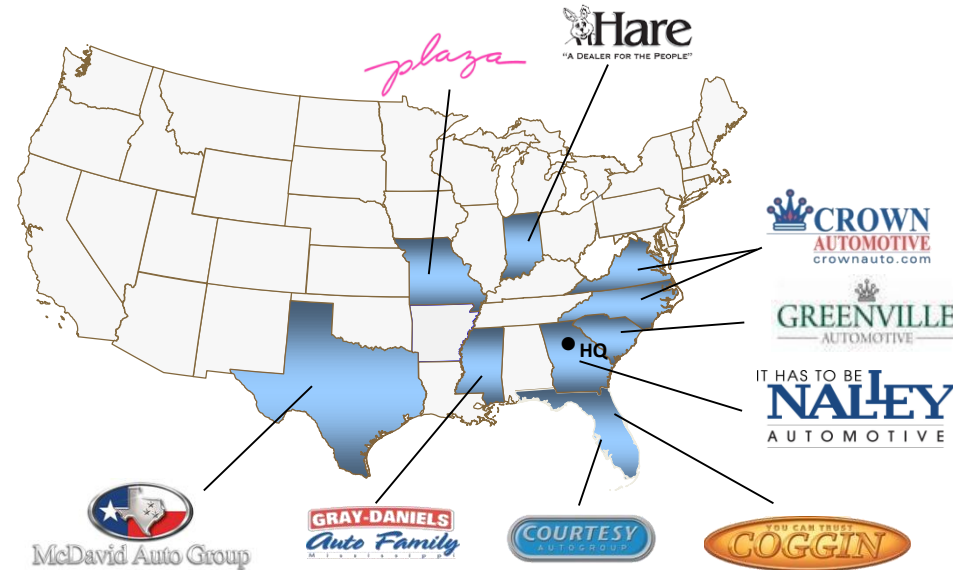 plaza
Hare
"A DEALER FOR THE PEOPLE"
CROWN
AUTOMOTIVE
crownauto.com
GREENVILLE
AUTOMOTIVE
HQ
IT HAS TO BE
NALLEY
AUTOMOTIVE
McDavid Auto Group
GRAY-DANIELS
Auto Family
Mississippi
COURTESY
AUTOGROUP
YOU CAN TRUST
COGGIN